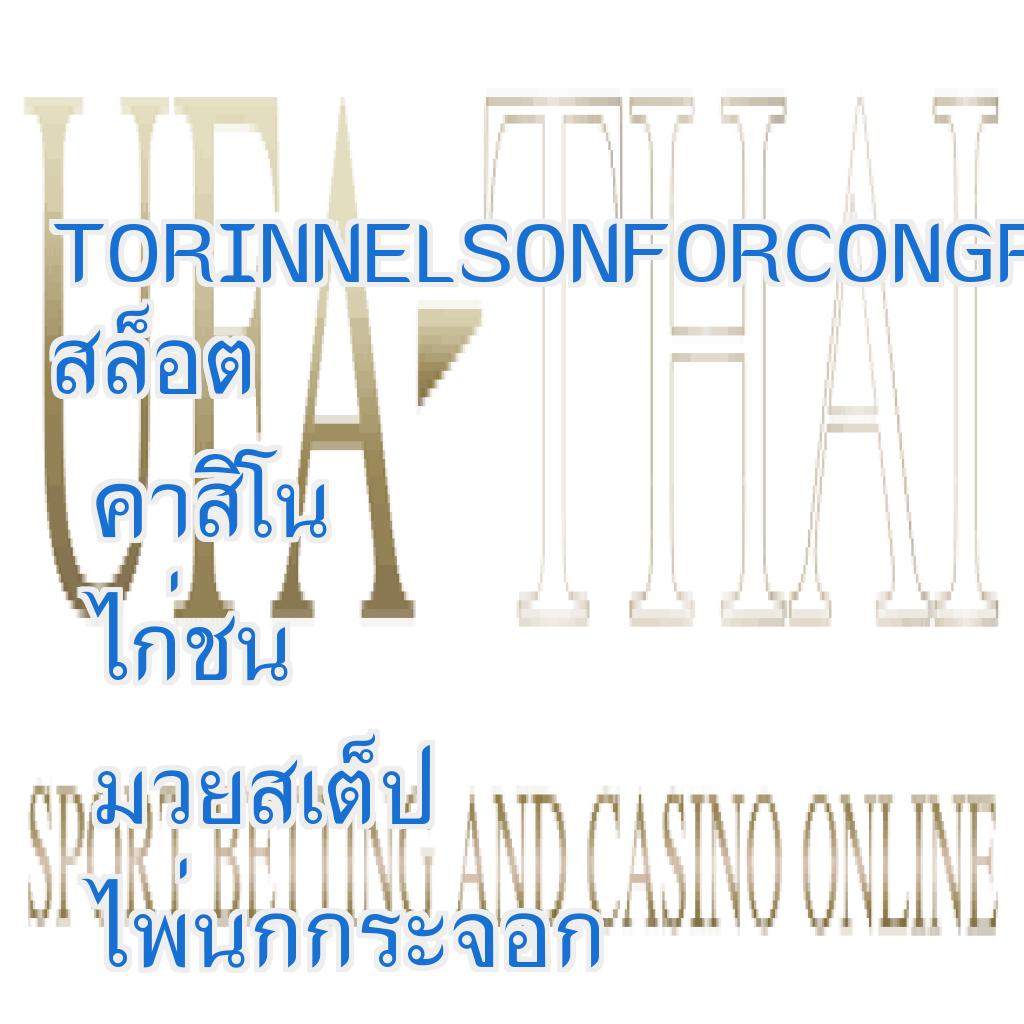 UFA THAI
TORINNELSONFORCONGR
สล็อต
คาสิโน
ไก่ชน
มวยสเต็ป
SPORT BETTING AND CASINO ONLINE
ไพ่นกกระจอก